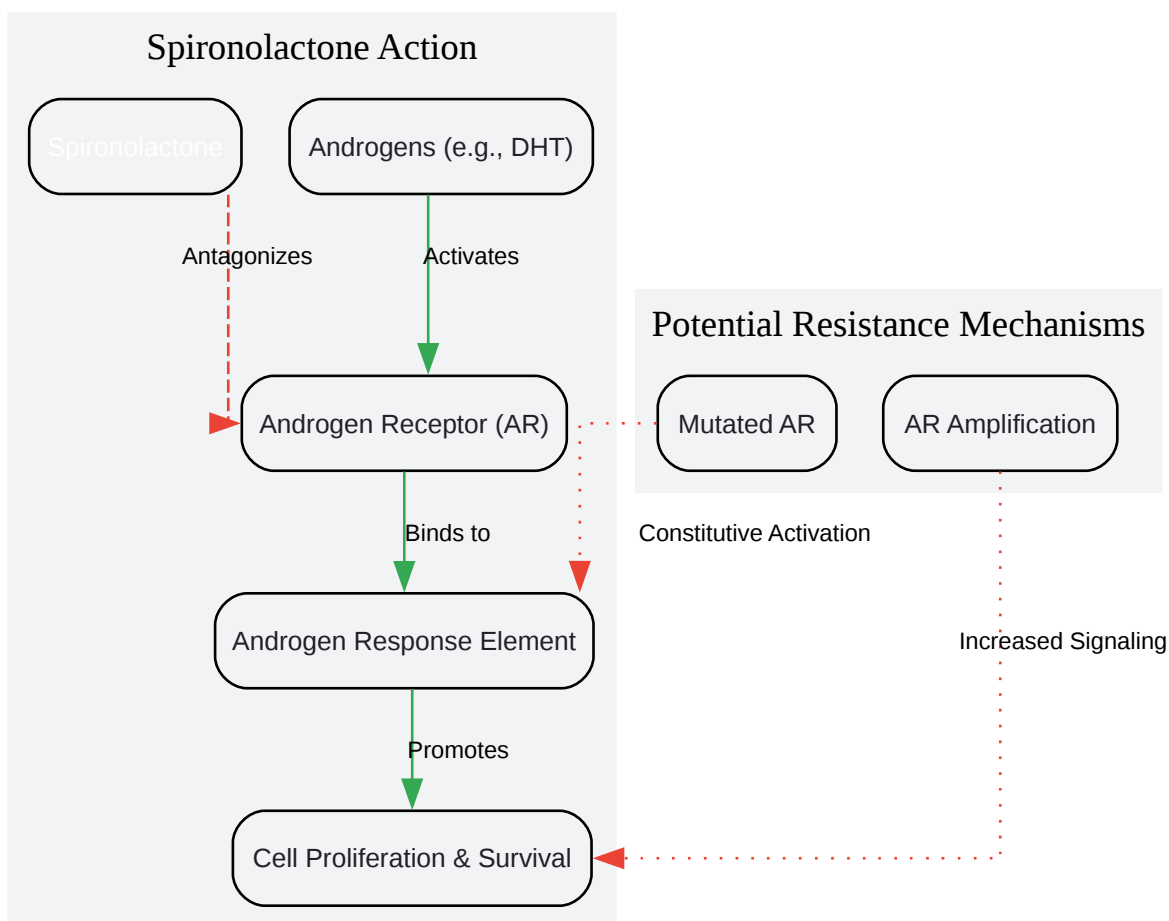 Spironolactone Action
Spironolactone
Androgens (e.g., DHT)
Antagonizes
Activates
Potential Resistance Mechanisms
Androgen Receptor (AR)
Mutated AR
AR Amplification
Binds to
Constitutive Activation
Androgen Response Element
Increased Signaling
Promotes
Cell Proliferation & Survival